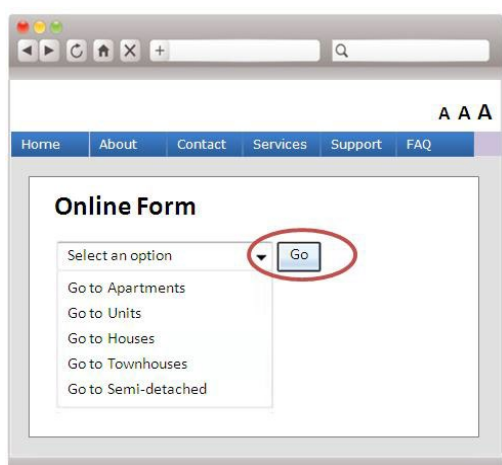 A A A
Home About Contact Services Support FAQ
Online Form
Select an option Go
Go to Apartments
Go to Units
Go to Houses
Go to Townhouses
Go to Semi-detached